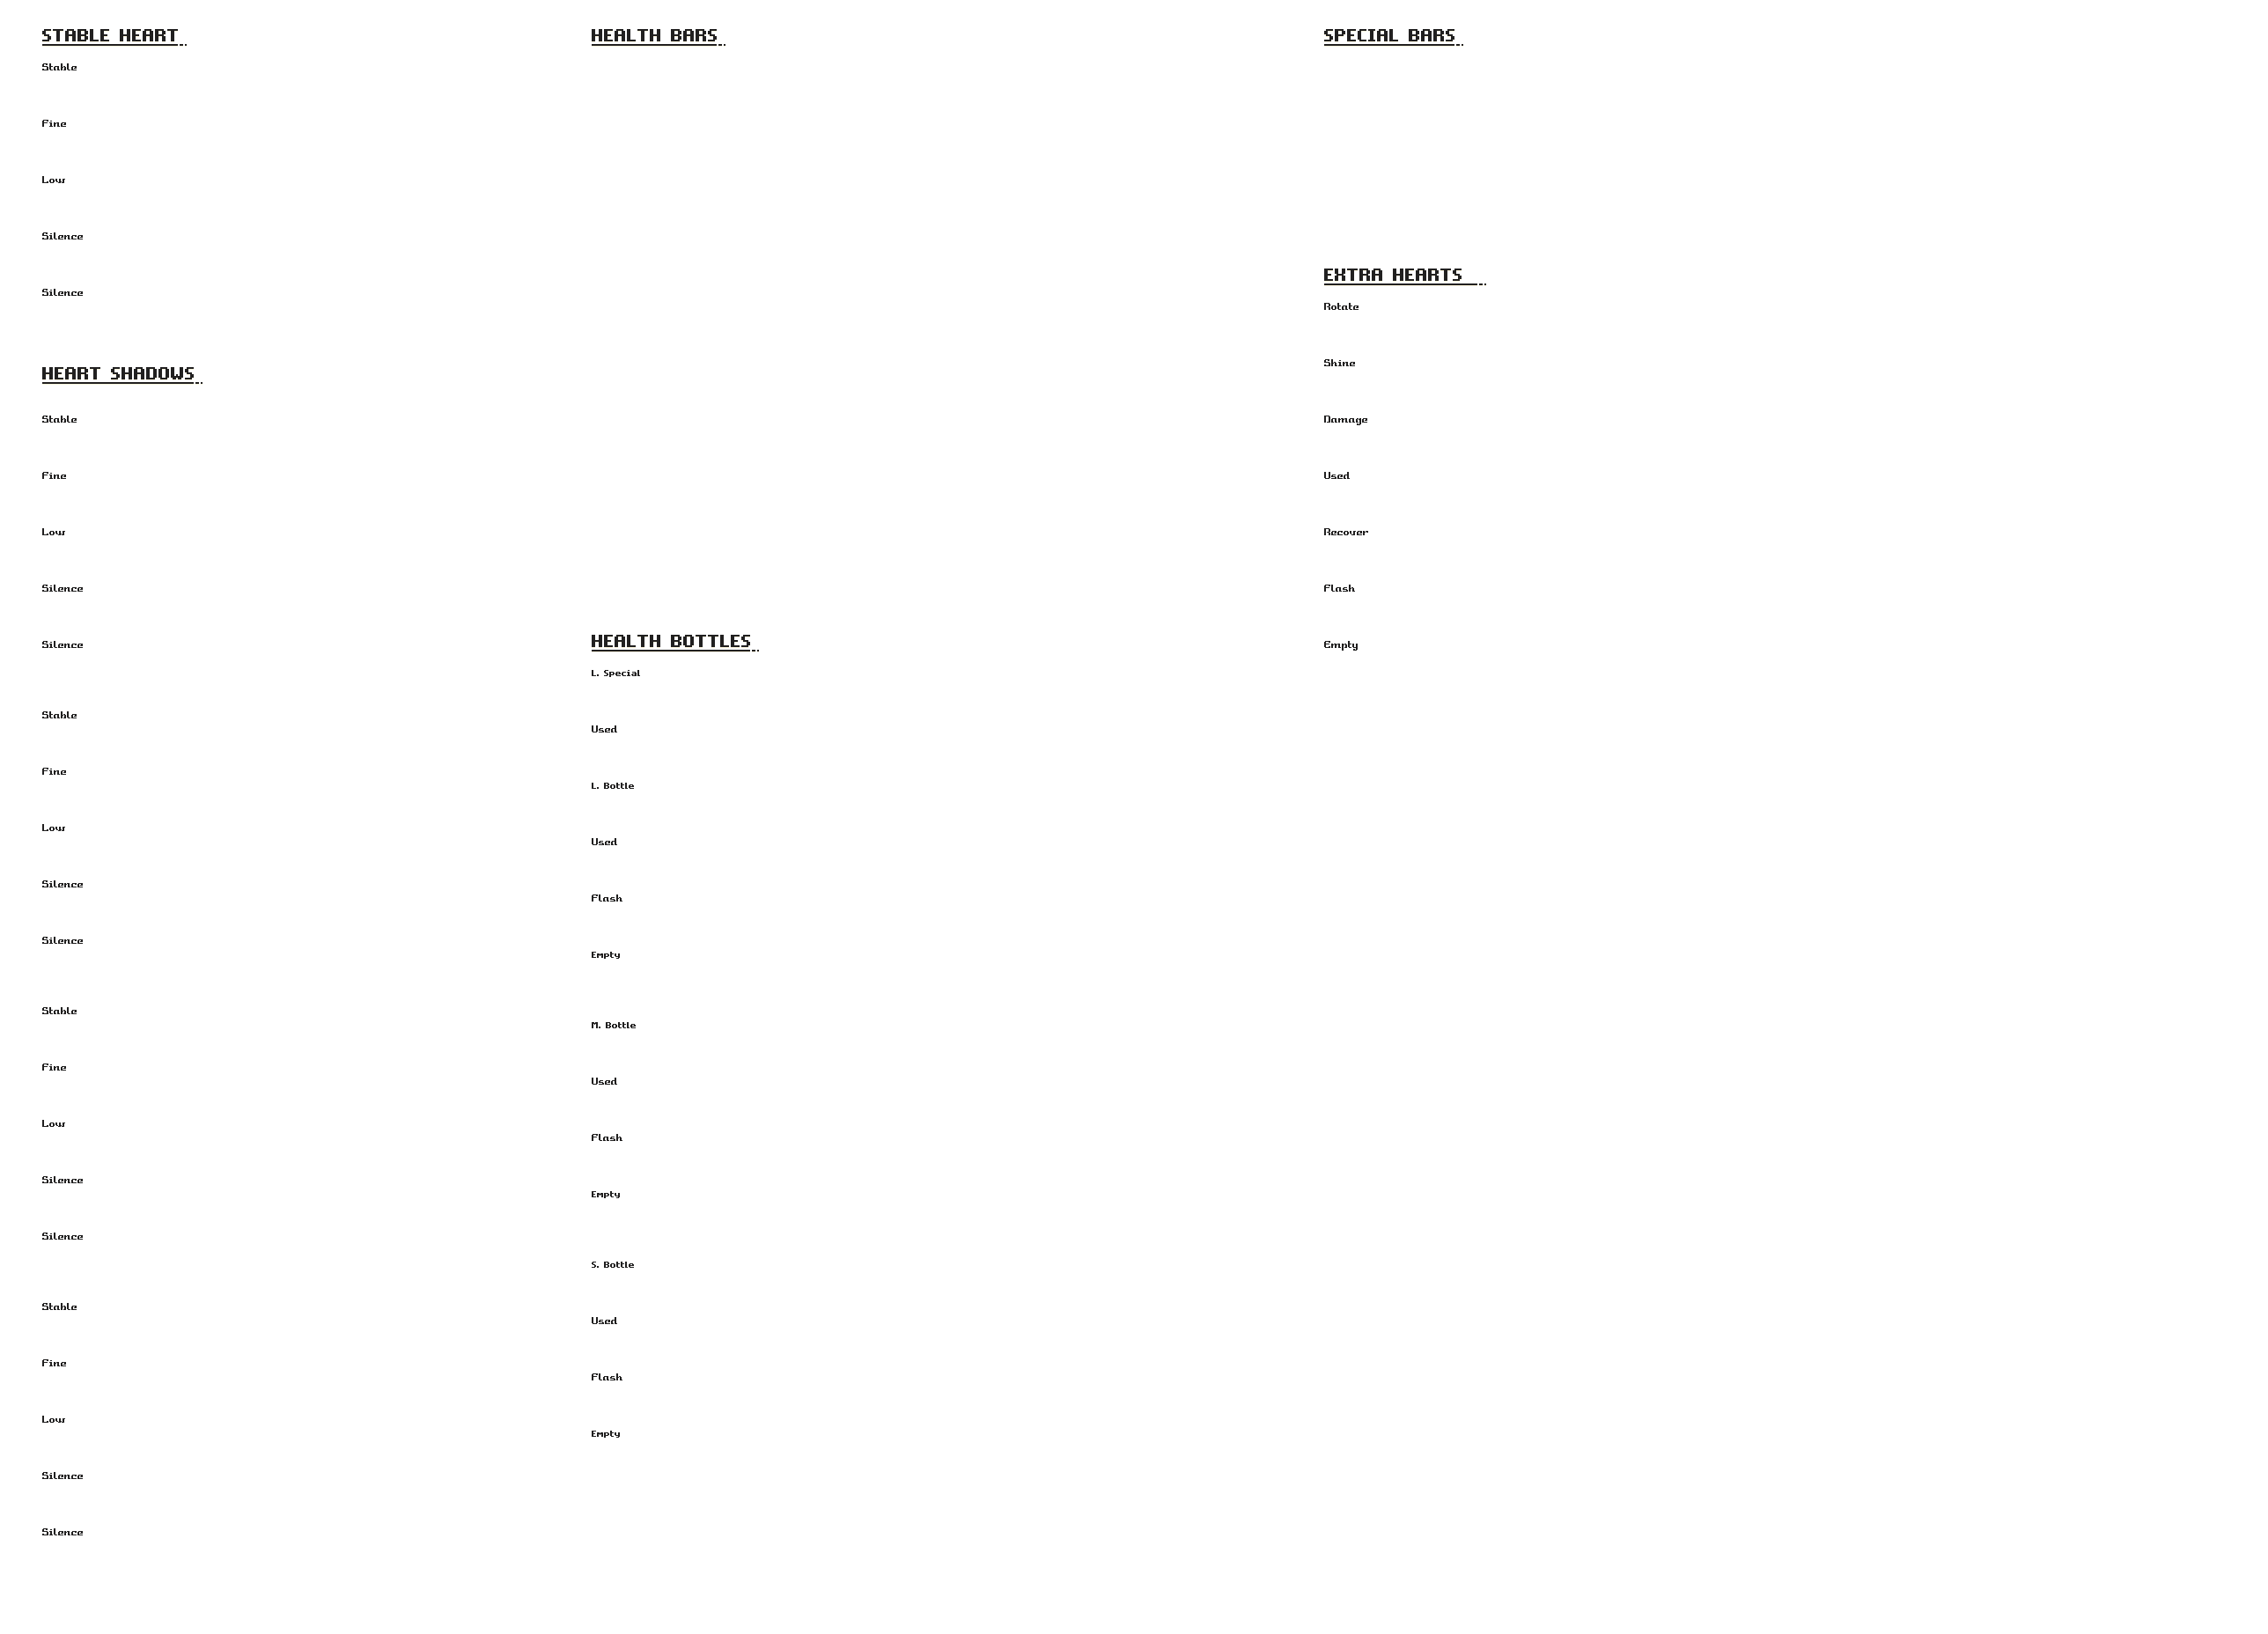 STABLE HEART
Stable
Fine
Low
Silence
Silence
HEART SHADOWS
Stable
Fine
Low
Silence
Silence
Stable
Fine
Low
Silence
Silence
Stable
Fine
Low
Silence
Silence
Stable
Fine
Low
Silence
Silence
HEALTH BARS
HEALTH BOTTLES
L. Special
Used
L. Bottle
Used
Flash
Empty
M. Bottle
Used
Flash
Empty
S. Bottle
Used
Flash
Empty
SPECIAL BARS
EXTRA HEARTS
Rotate
Shine
Damage
Used
Recover
Flash
Empty